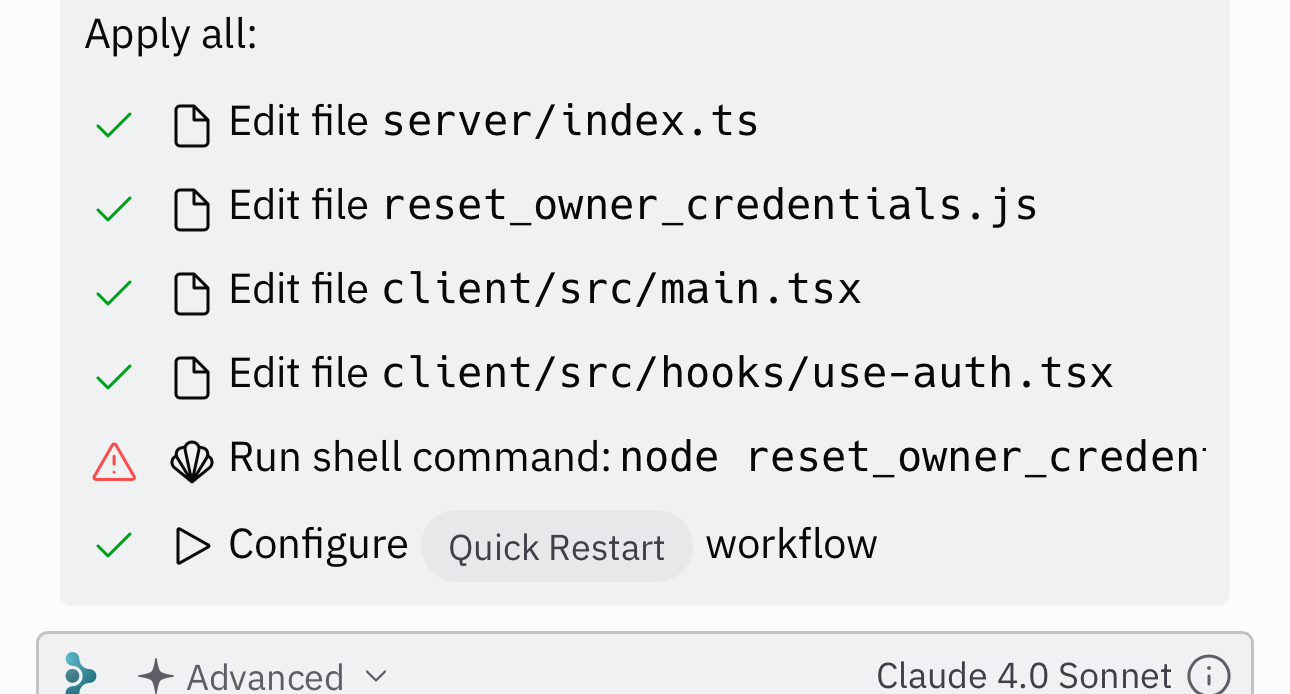 Apply all:
Edit file server/index.ts
Edit file reset_owner_credentials.js
Edit file client/src/main.tsx
Edit file client/src/hooks/use-auth.tsx
Run shell command: node reset_owner_creden
Configure Quick Restart workflow
Advanced Claude 4.0 Sonnet